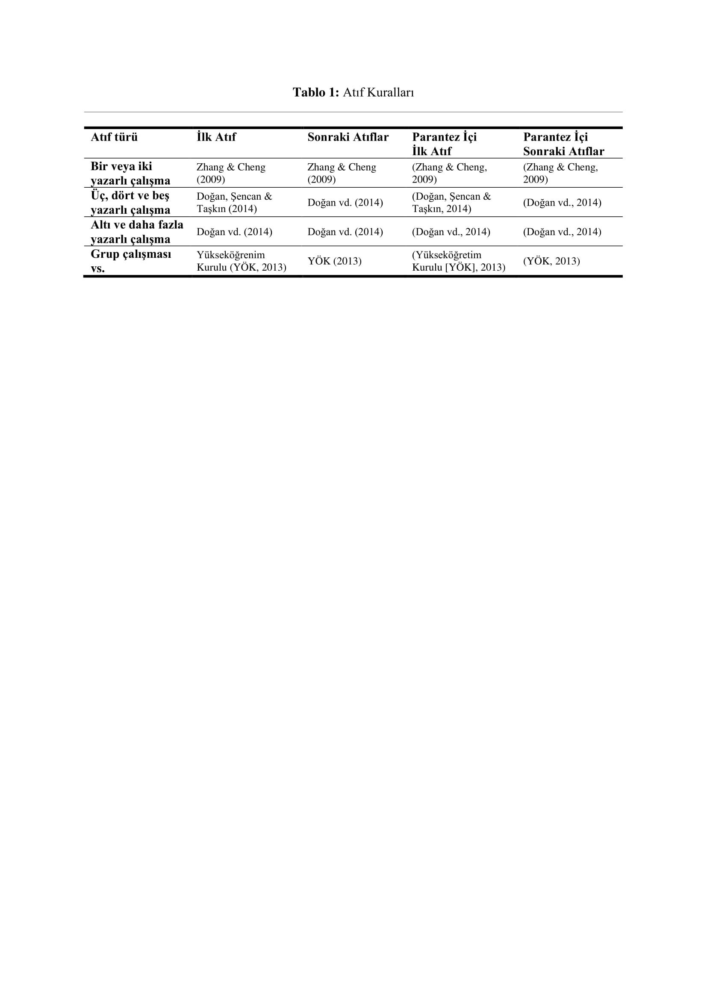 Tablo 1: Atıf Kuralları
Atıf türü İlk Atıf Sonraki Atıflar Parantez İçi Parantez İçi
İlk Atıf Sonraki Atıflar
Bir veya iki Zhang & Cheng Zhang & Cheng (Zhang & Cheng, (Zhang & Cheng,
yazarlı çalışma (2009) (2009) 2009) 2009)
Üç, dört ve beş Doğan, Şencan & Doğan vd. (2014) (Doğan, Şencan & (Doğan vd., 2014)
yazarlı çalışma Taşkın (2014) Taşkın, 2014)
Altı ve daha fazla Doğan vd. (2014) Doğan vd. (2014) (Doğan vd., 2014) (Doğan vd., 2014)
yazarlı çalışma
Grup çalışması Yükseköğrenim YÖK (2013) (Yükseköğretim (YÖK, 2013)
vs. Kurulu (YÖK, 2013) Kurulu [YÖK], 2013)